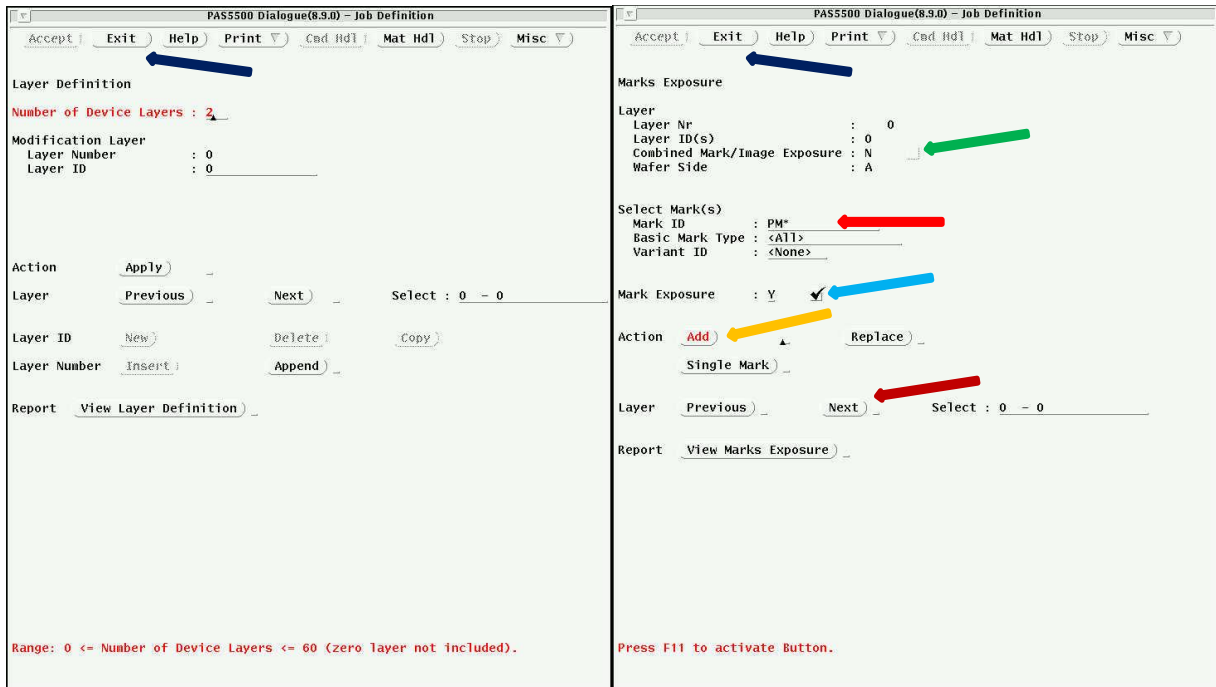 PAS5500 Dialogue(8.9.0) – Job Definition
Accept Exit Help Print Cmd Hdl Mat Hdl Stop Misc
Layer Definition
Number of Device Layers : 2
Modification Layer
Layer Number : 0
Layer ID : 0
Action Apply
Layer Previous Next Select : 0 - 0
Layer ID New Delete Copy
Layer Number Insert Append
Report View Layer Definition
Range: 0 <= Number of Device Layers <= 60 (zero layer not included).
PAS5500 Dialogue(8.9.0) – Job Definition
Accept Exit Help Print Cmd Hdl Mat Hdl Stop Misc
Marks Exposure
Layer
Layer Nr : 0
Layer ID(s) : 0
Combined Mark/Image Exposure : N
Wafer Side : A
Select Mark(s)
Mark ID : PM*
Basic Mark Type : <All>
Variant ID : <None>
Mark Exposure : Y
Action Add Replace
Single Mark
Layer Previous Next Select : 0 - 0
Report View Marks Exposure
Press F11 to activate Button.